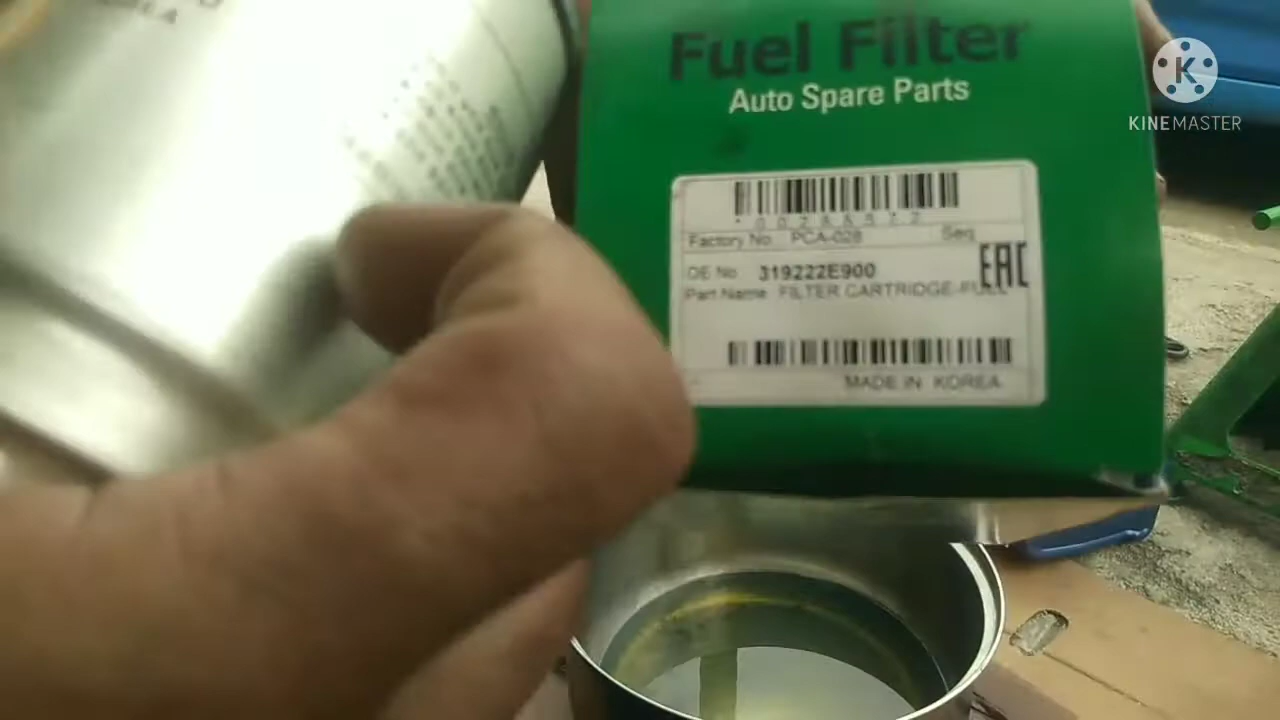 Fuel Filter
Auto Spare Parts
Factory No. PCA-028 Seq
OE No. 319222E900
EAC
Part Name FILTER CARTRIDGE-FUEL
MADE IN KOREA
K
KINEMASTER